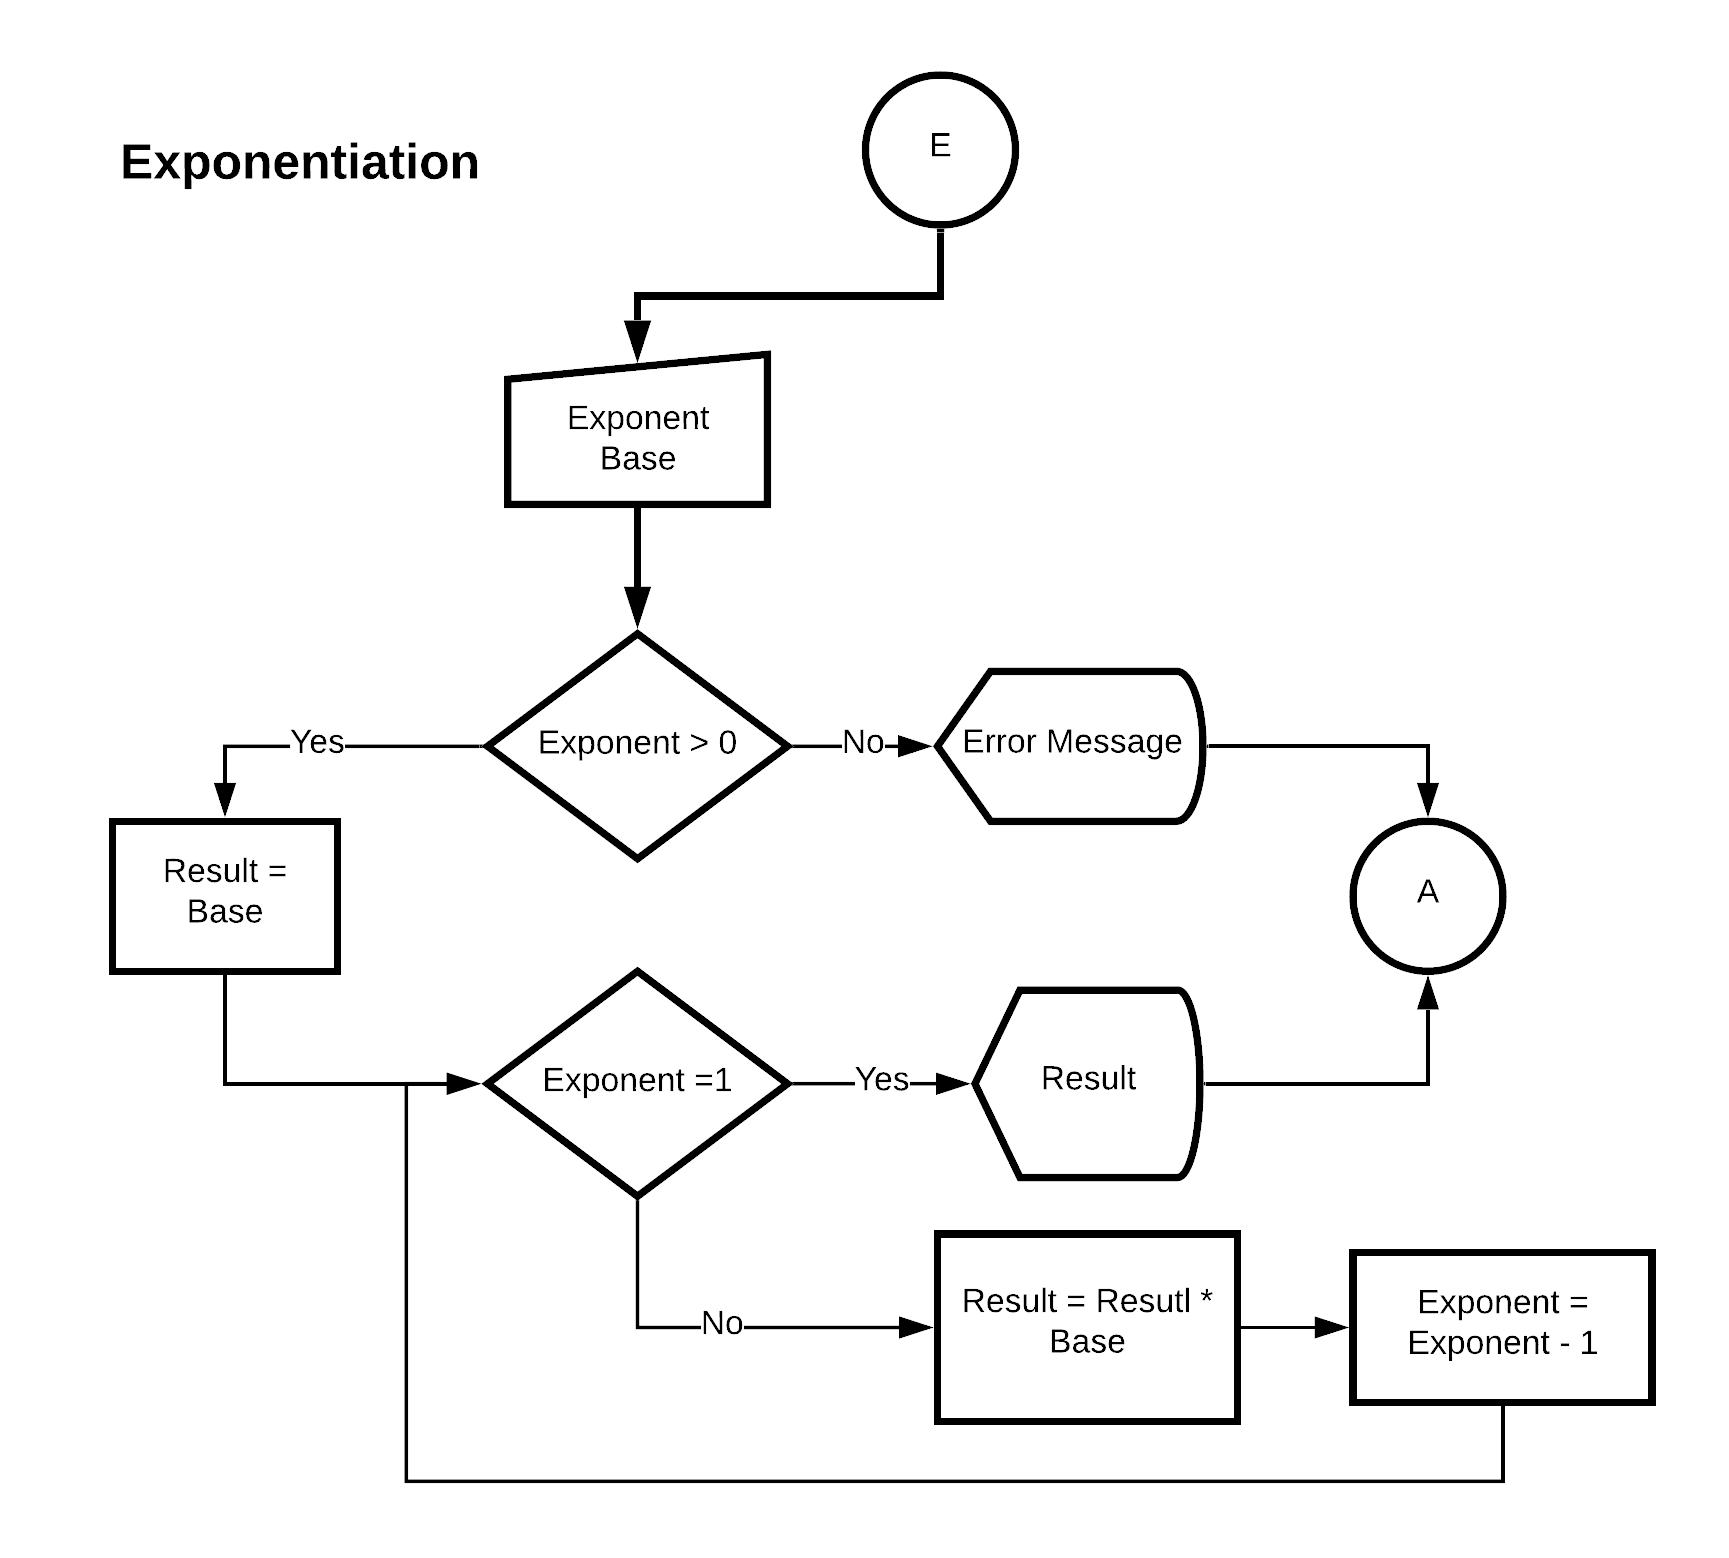 Exponentiation
E
Exponent
Base
Exponent > 0
Yes
No
Error Message
Result =
Base
A
Exponent =1
Yes
Result
No
Result = Resutl *
Base
Exponent =
Exponent - 1